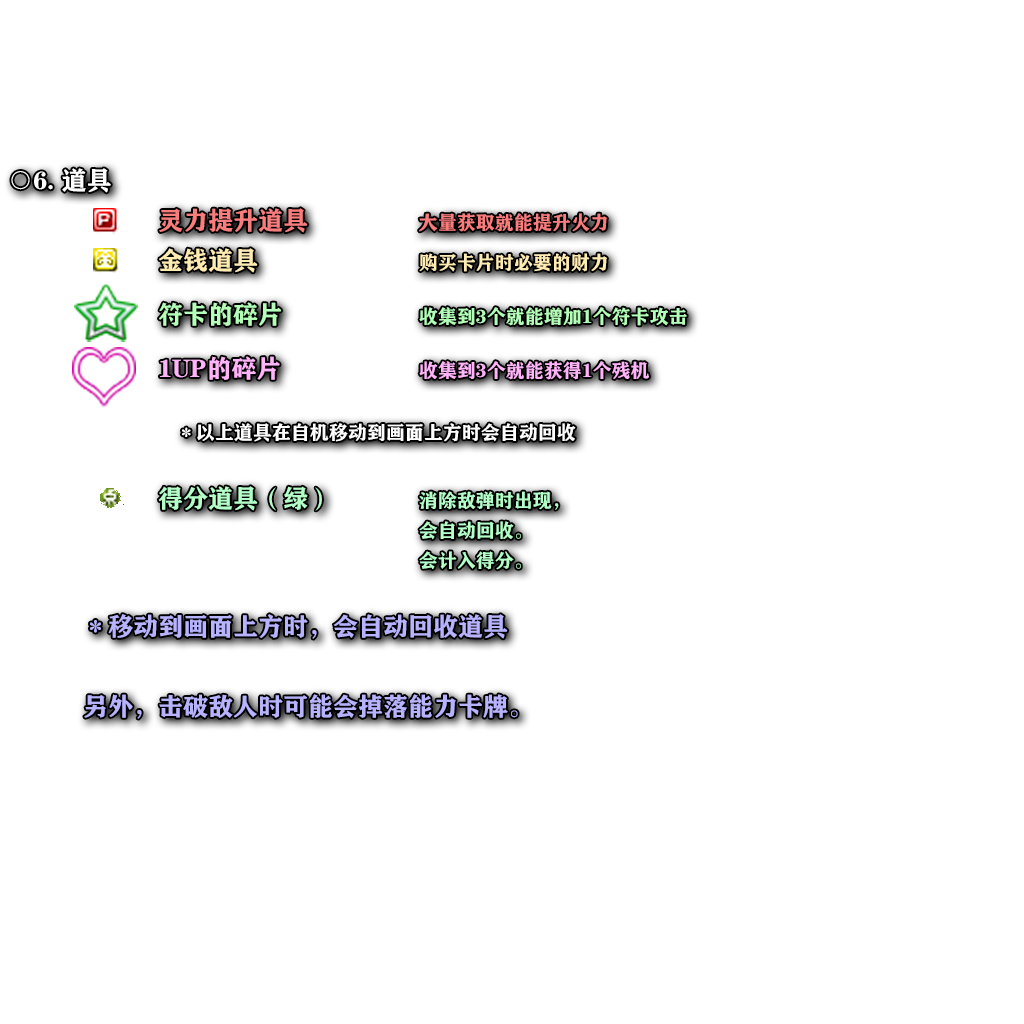 ◎6. 道具
P 灵力提升道具 大量获取就能提升火力
金钱道具 购买卡片时必要的财力
符卡的碎片 收集到3个就能增加1个符卡攻击
1UP的碎片 收集到3个就能获得1个残机
*以上道具在自机移动到画面上方时会自动回收
得分道具（绿） 消除敌弹时出现，
会自动回收。
会计入得分。
*移动到画面上方时，会自动回收道具
另外，击破敌人时可能会掉落能力卡牌。